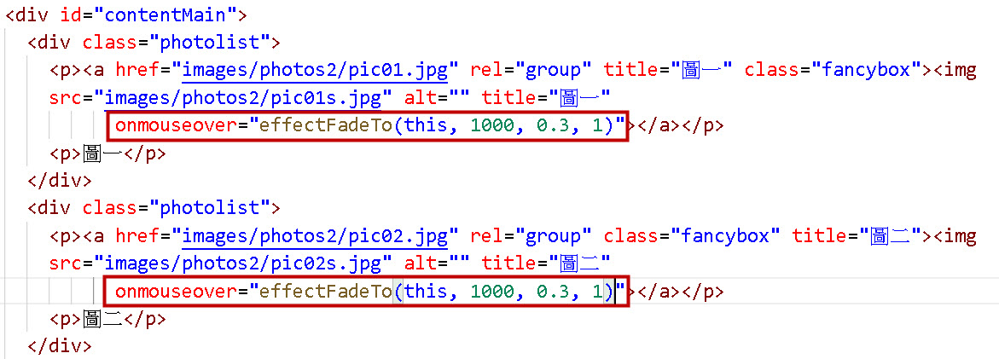 <div id="contentMain">
<div class="photolist">
<p><a href="images/photos2/pic01.jpg" rel="group" title="圖一" class="fancybox"><img
src="images/photos2/pic01s.jpg" alt="" title="圖一"
onmouseover="effectFadeTo(this, 1000, 0.3, 1)"></a></p>
<p>圖一</p>
</div>
<div class="photolist">
<p><a href="images/photos2/pic02.jpg" rel="group" class="fancybox" title="圖二"><img
src="images/photos2/pic02s.jpg" alt="" title="圖二"
onmouseover="effectFadeTo(this, 1000, 0.3, 1)"></a></p>
<p>圖二</p>
</div>